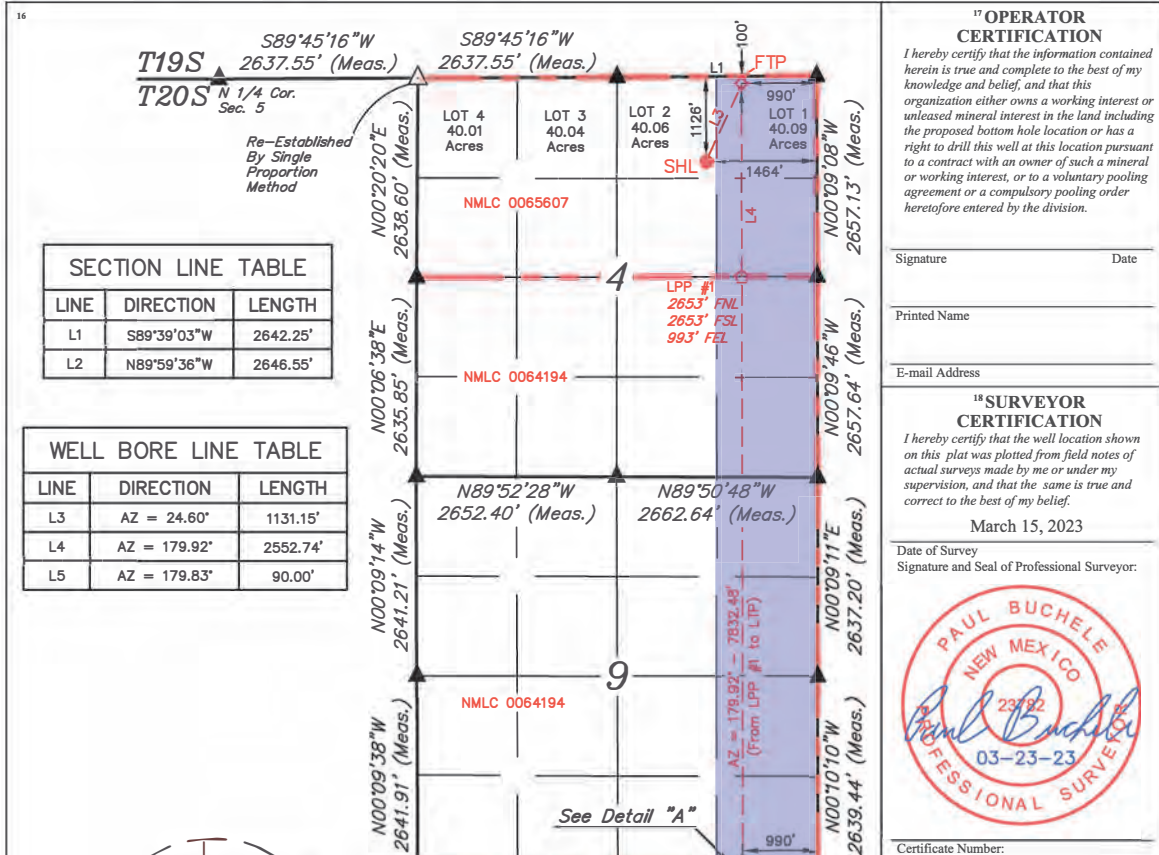 16
T19S
T20S
S89°45'16"W
2637.55' (Meas.)
S89°45'16"W
2637.55' (Meas.)
N 1/4 Cor.
Sec. 5
Re-Established
By Single
Proportion
Method
L1
100'
FTP
990'
LOT 4
40.01
Acres
LOT 3
40.04
Acres
LOT 2
40.06
Acres
LOT 1
40.09
Arces
1126'
L3
SHL
1464'
L4
N00°20'20"E
2638.60' (Meas.)
N00°09'08"W
2657.13' (Meas.)
NMLC 0065607
4
LPP #1
2653' FNL
2653' FSL
993' FEL
N00°06'38"E
2635.85' (Meas.)
N00°09'46"W
2657.64' (Meas.)
NMLC 0064194
N89°52'28"W
2652.40' (Meas.)
N89°50'48"W
2662.64' (Meas.)
N00°09'14"W
2641.21' (Meas.)
N00°09'11"E
2637.20' (Meas.)
AZ = 179.92° - 7832.48'
(From LPP #1 to LTP)
9
NMLC 0064194
N00°09'38"W
2641.91' (Meas.)
N00°10'10"W
2639.44' (Meas.)
See Detail "A"
990'
SECTION LINE TABLE
LINE DIRECTION LENGTH
L1 S89°39'03"W 2642.25'
L2 N89°59'36"W 2646.55'
WELL BORE LINE TABLE
LINE DIRECTION LENGTH
L3 AZ = 24.60° 1131.15'
L4 AZ = 179.92° 2552.74'
L5 AZ = 179.83° 90.00'
17 OPERATOR
CERTIFICATION
I hereby certify that the information contained
herein is true and complete to the best of my
knowledge and belief, and that this
organization either owns a working interest or
unleased mineral interest in the land including
the proposed bottom hole location or has a
right to drill this well at this location pursuant
to a contract with an owner of such a mineral
or working interest, or to a voluntary pooling
agreement or a compulsory pooling order
heretofore entered by the division.
Signature Date
Printed Name
E-mail Address
18 SURVEYOR
CERTIFICATION
I hereby certify that the well location shown
on this plat was plotted from field notes of
actual surveys made by me or under my
supervision, and that the same is true and
correct to the best of my belief.
March 15, 2023
Date of Survey
Signature and Seal of Professional Surveyor:
PAUL BUCHELE
NEW MEXICO
23782
Paul Buchele
03-23-23
PROFESSIONAL SURVEYOR
Certificate Number: